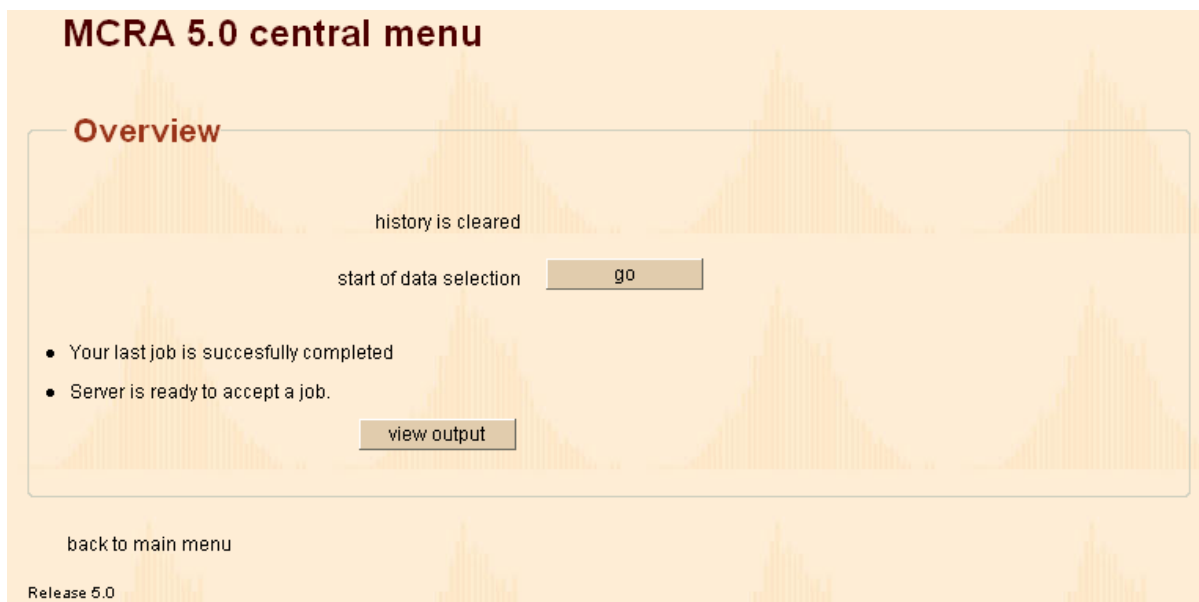 MCRA 5.0 central menu
Overview
history is cleared
start of data selection go
Your last job is succesfully completed
Server is ready to accept a job.
view output
back to main menu
Release 5.0